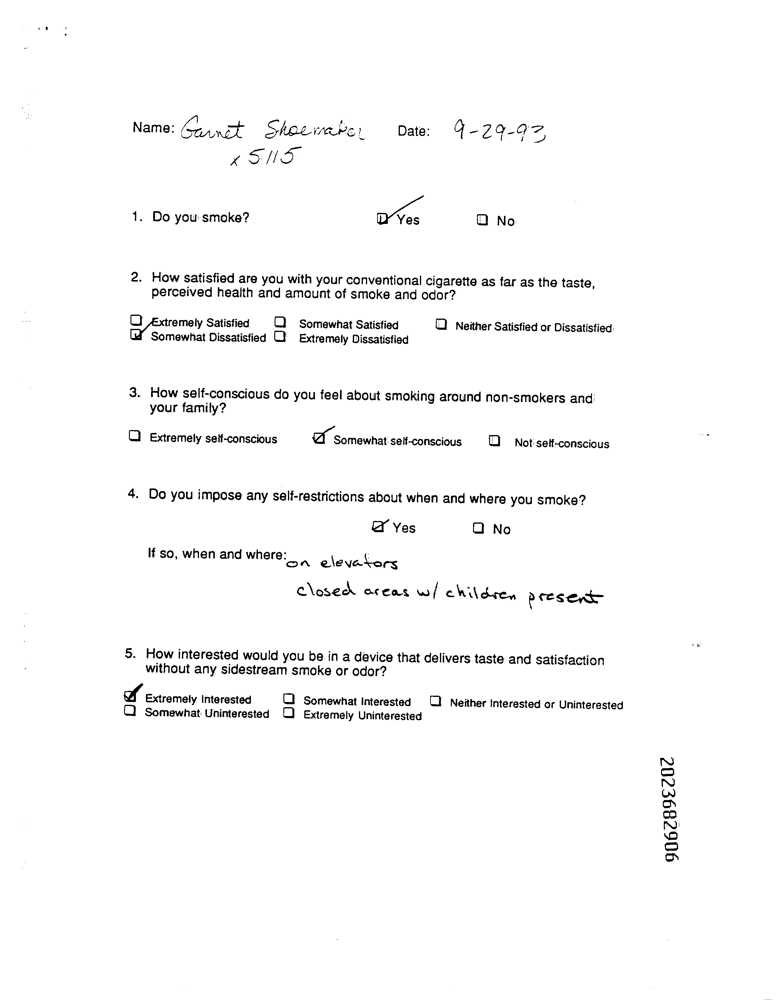 Name: Garnet Shoemaker Date: 9-29-93
x 5115
1. Do you smoke? Yes No
2. How satisfied are you with your conventional cigarette as far as the taste,
perceived health and amount of smoke and odor?
Extremely Satisfied Somewhat Satisfied Neither Satisfied or Dissatisfied
Somewhat Dissatisfied Extremely Dissatisfied
3. How self-conscious do you feel about smoking around non-smokers and
your family?
Extremely self-conscious Somewhat self-conscious Not self-conscious
4. Do you impose any self-restrictions about when and where you smoke?
Yes No
If so, when and where: on elevators
closed areas w/ children present
5. How interested would you be in a device that delivers taste and satisfaction
without any sidestream smoke or odor?
Extremely Interested Somewhat Interested Neither Interested or Uninterested
Somewhat Uninterested Extremely Uninterested
2023682906